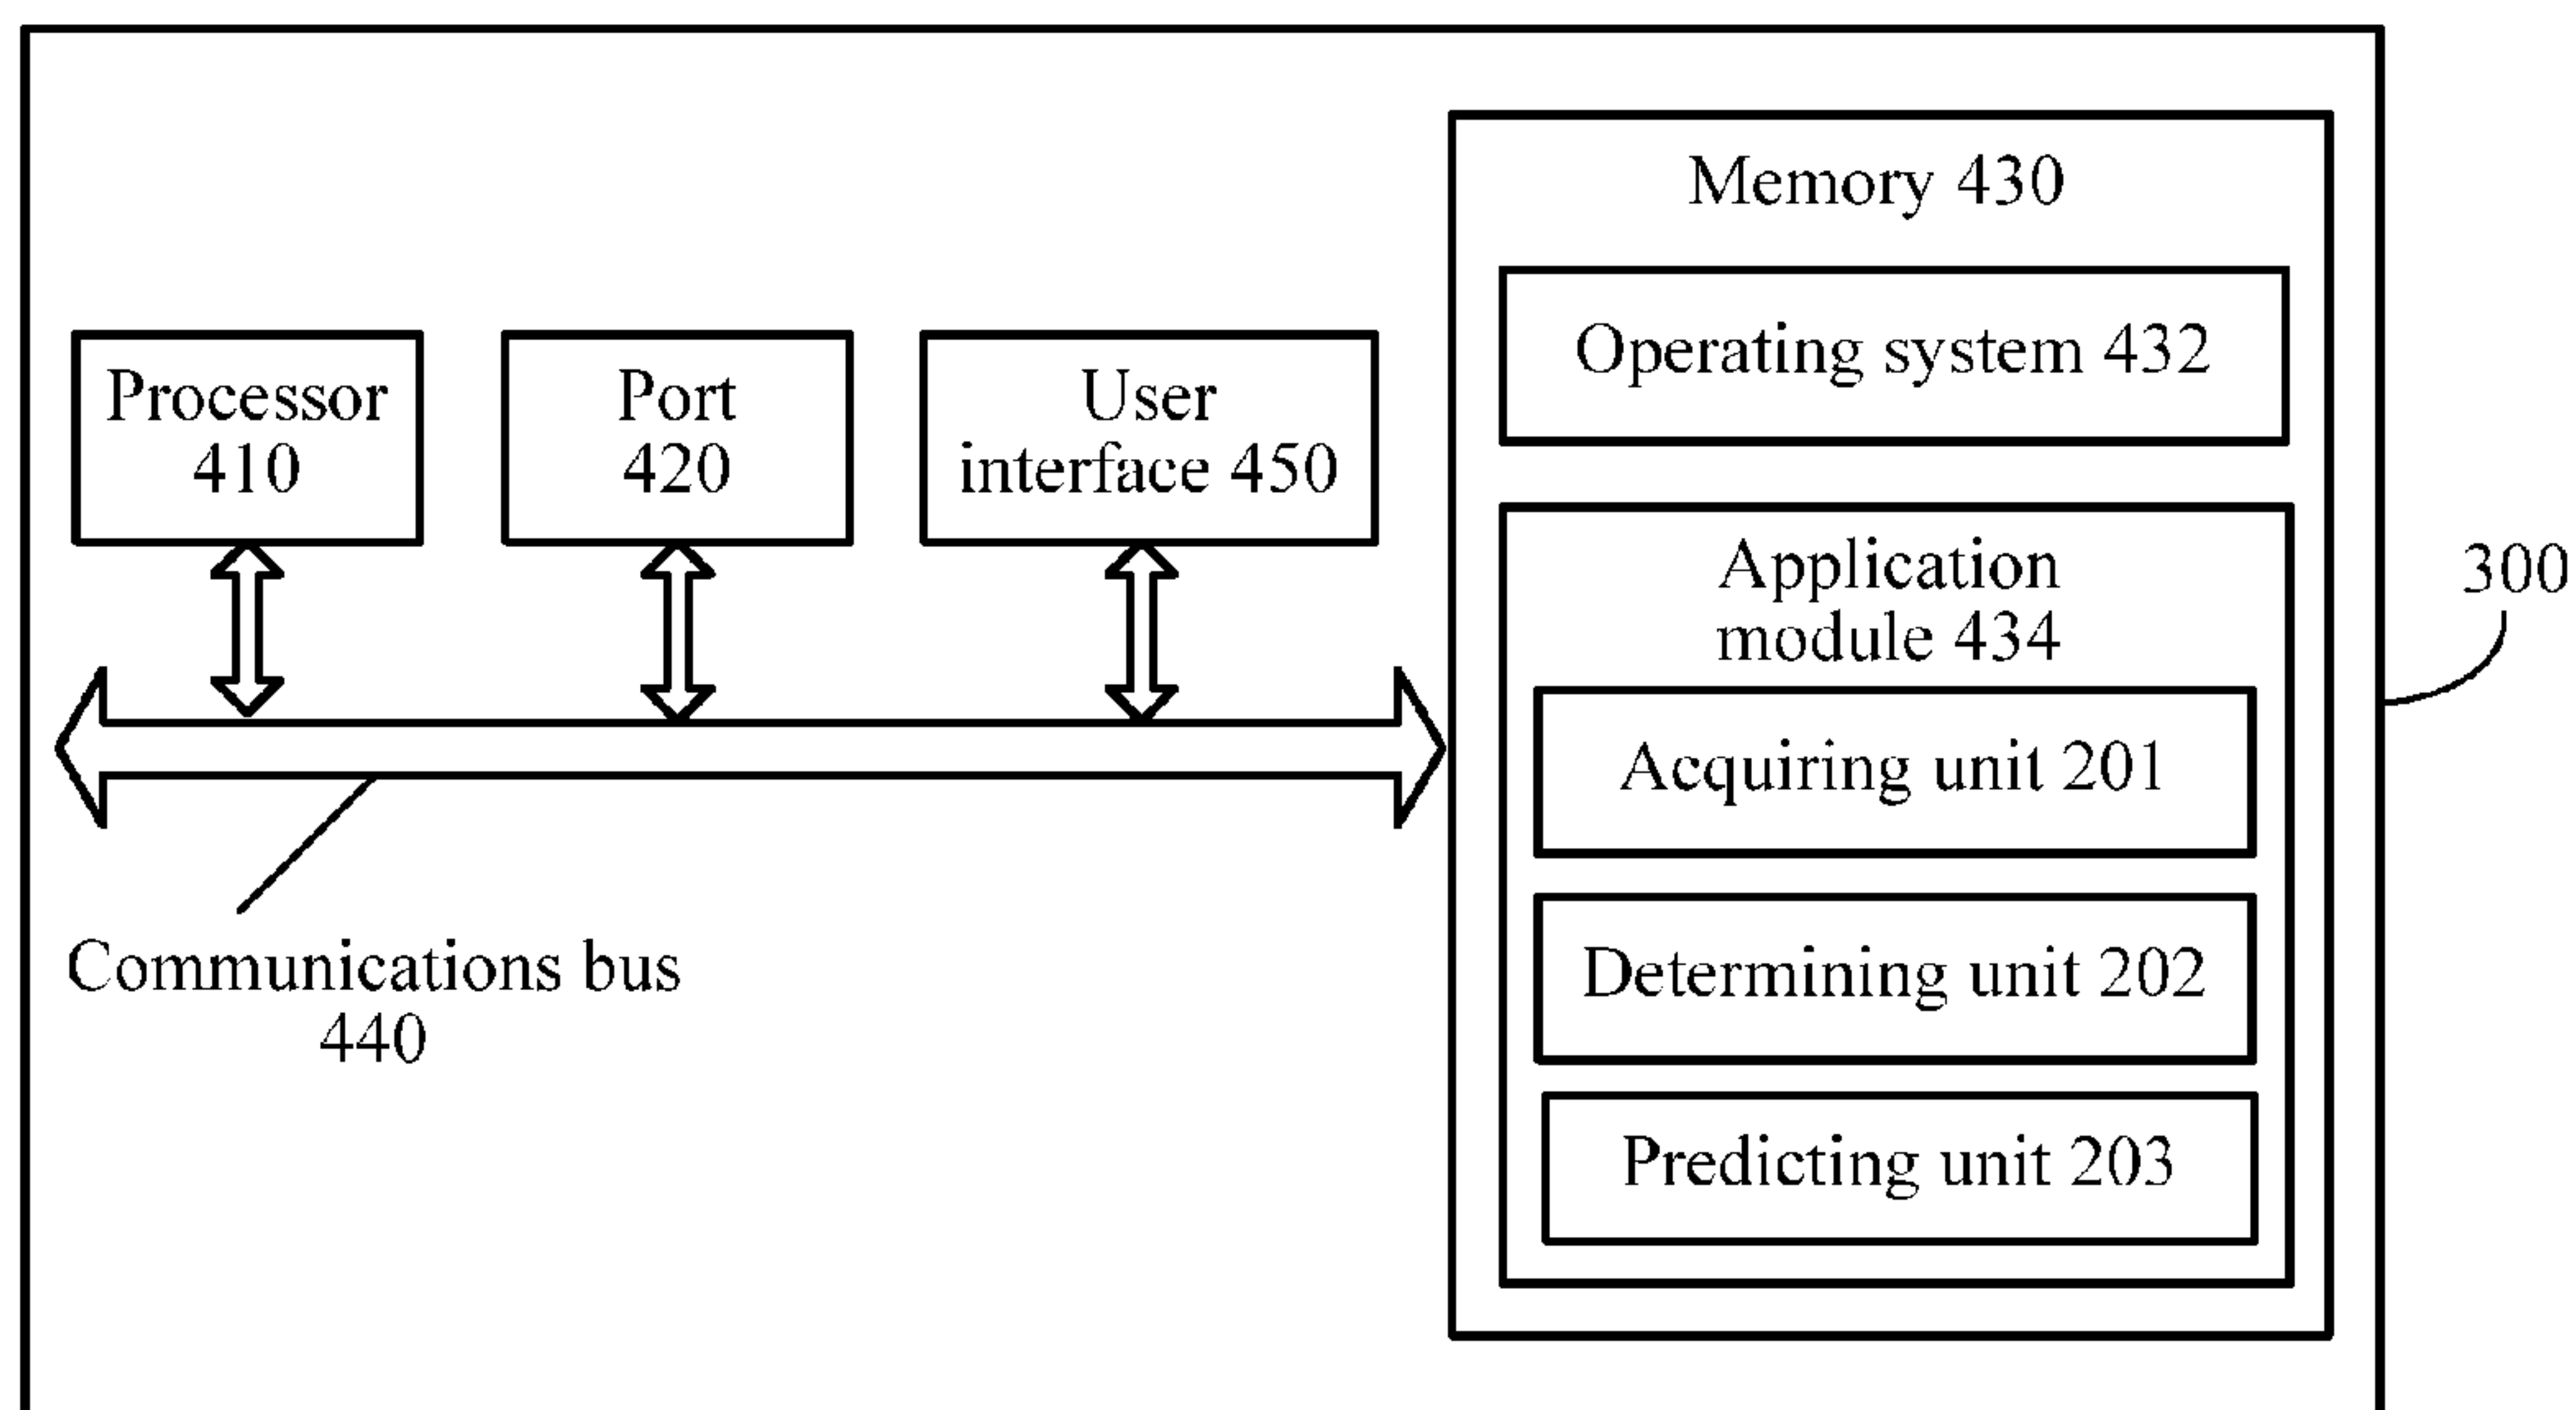 Memory 430
Operating system 432
Processor
410
Port
420
User
interface 450
Application
module 434
300
Acquiring unit 201
Determining unit 202
Predicting unit 203
Communications bus
440